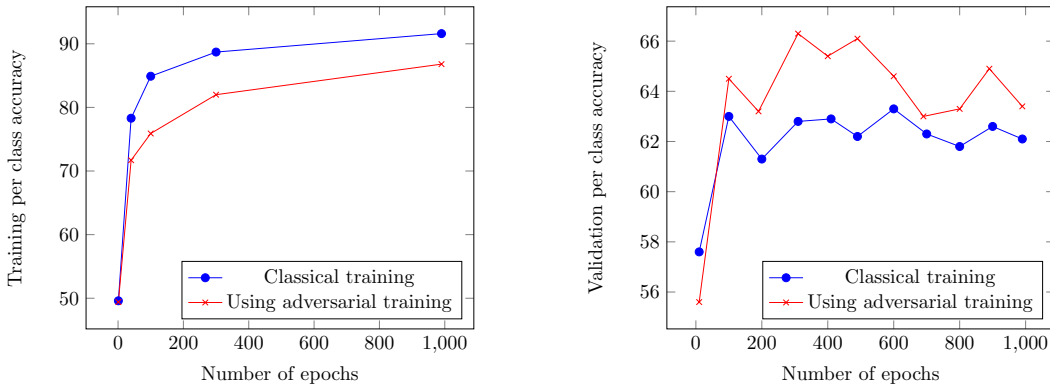 Training per class accuracy
90
80
70
60
50
0 200 400 600 800 1,000
Number of epochs
Classical training
Using adversarial training
Validation per class accuracy
66
64
62
60
58
56
0 200 400 600 800 1,000
Number of epochs
Classical training
Using adversarial training